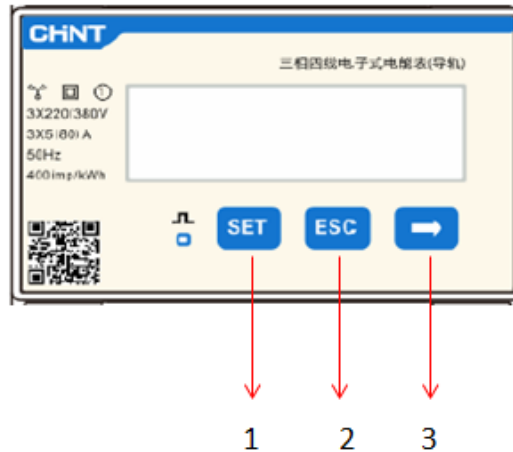 CHNT
三相四线电子式电能表(导轨)
3X220/380V
3X5(80)A
50Hz
400imp/kWh
SET
ESC
1
2
3